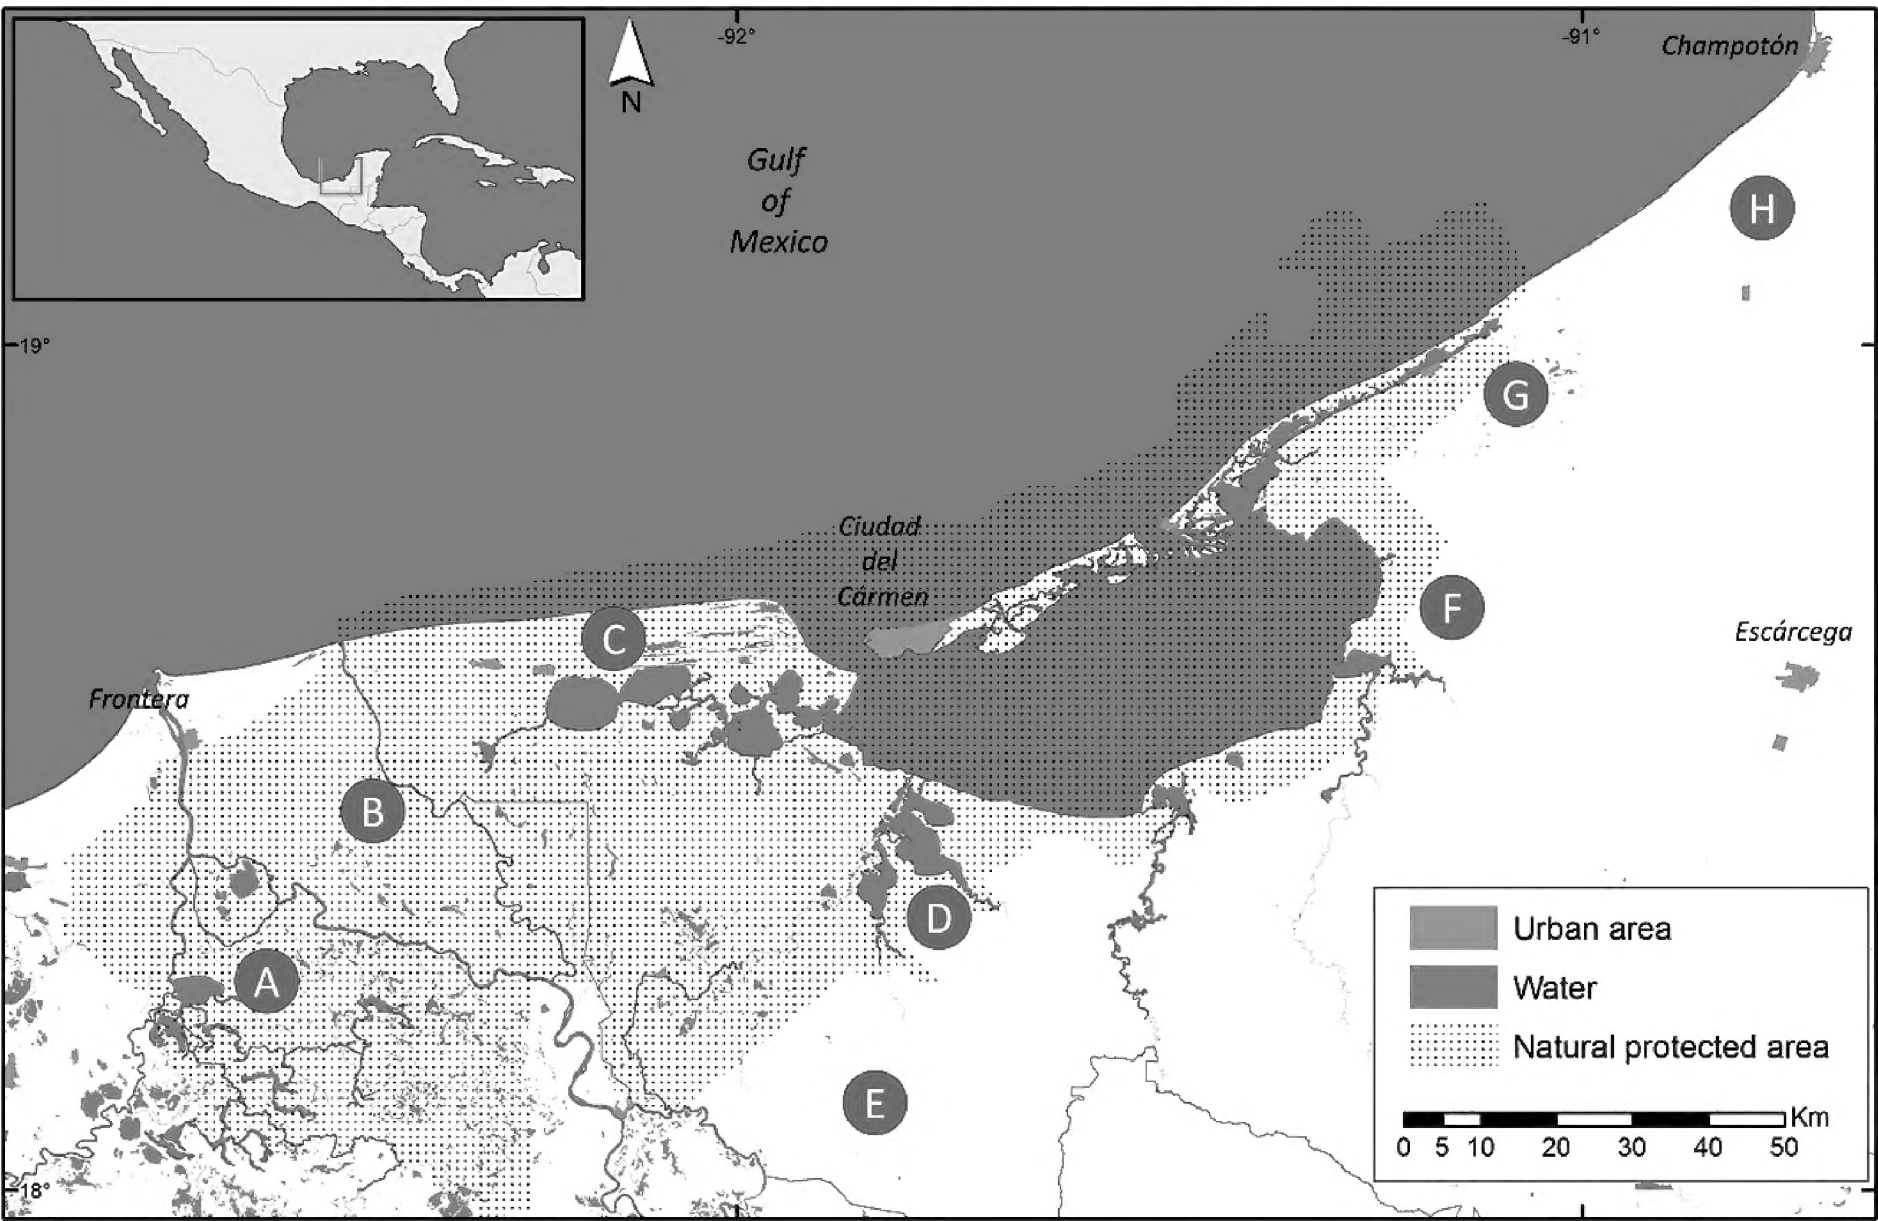 -92°
-91°
Champotón
N
Gulf
of
Mexico
H
19°
G
Ciudad
del
Cármen
F
C
Escárcega
Frontera
B
D
A
E
Urban area
Water
Natural protected area
Km
0 5 10 20 30 40 50
18°